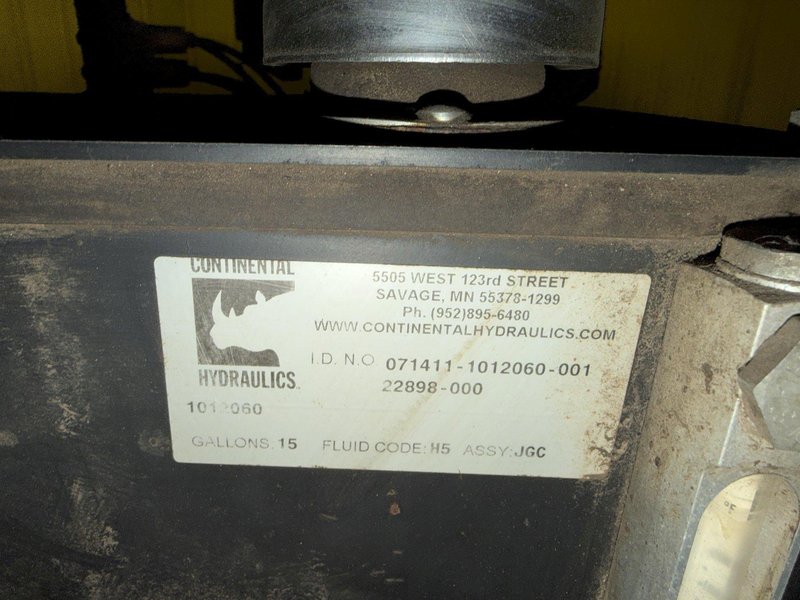 CONTINENTAL
HYDRAULICS
5505 WEST 123rd STREET
SAVAGE, MN 55378-1299
Ph. (952)895-6480
WWW.CONTINENTALHYDRAULICS.COM
I.D. N.O. 071411-1012060-001
22898-000
1012060
GALLONS: 15 FLUID CODE: H5 ASSY: JGC